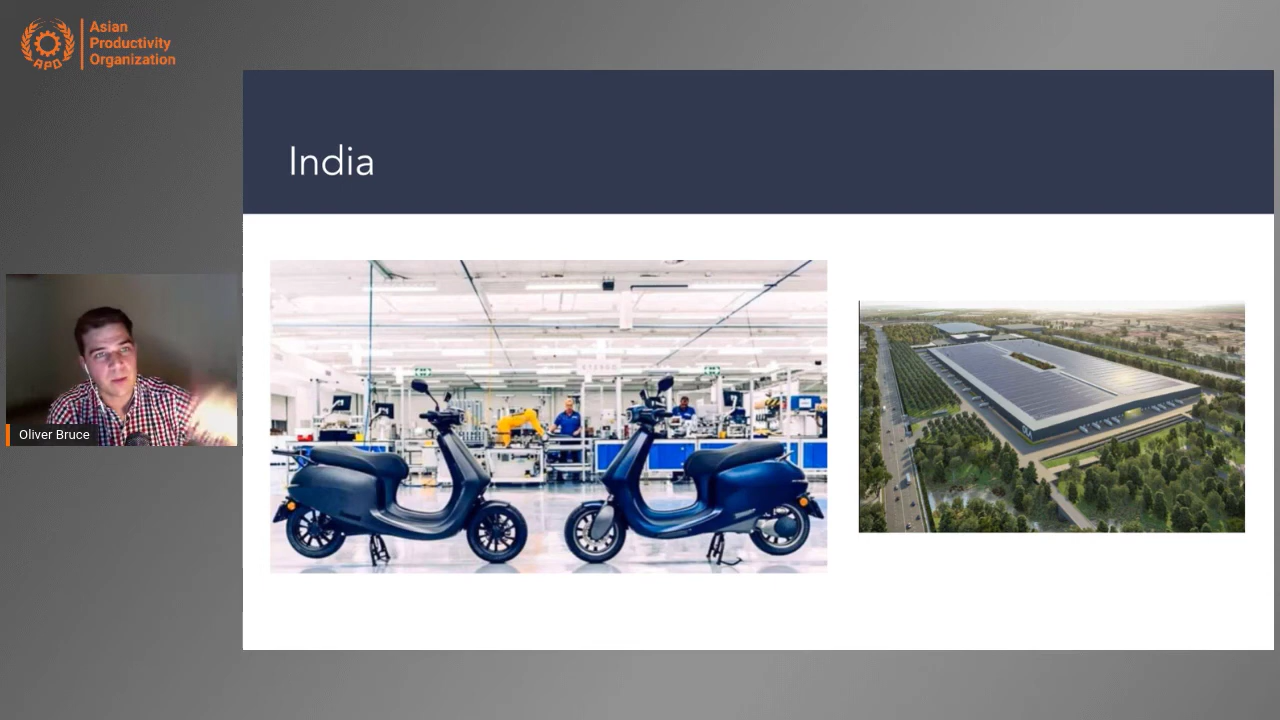 APO
Asian
Productivity
Organization
India
Oliver Bruce